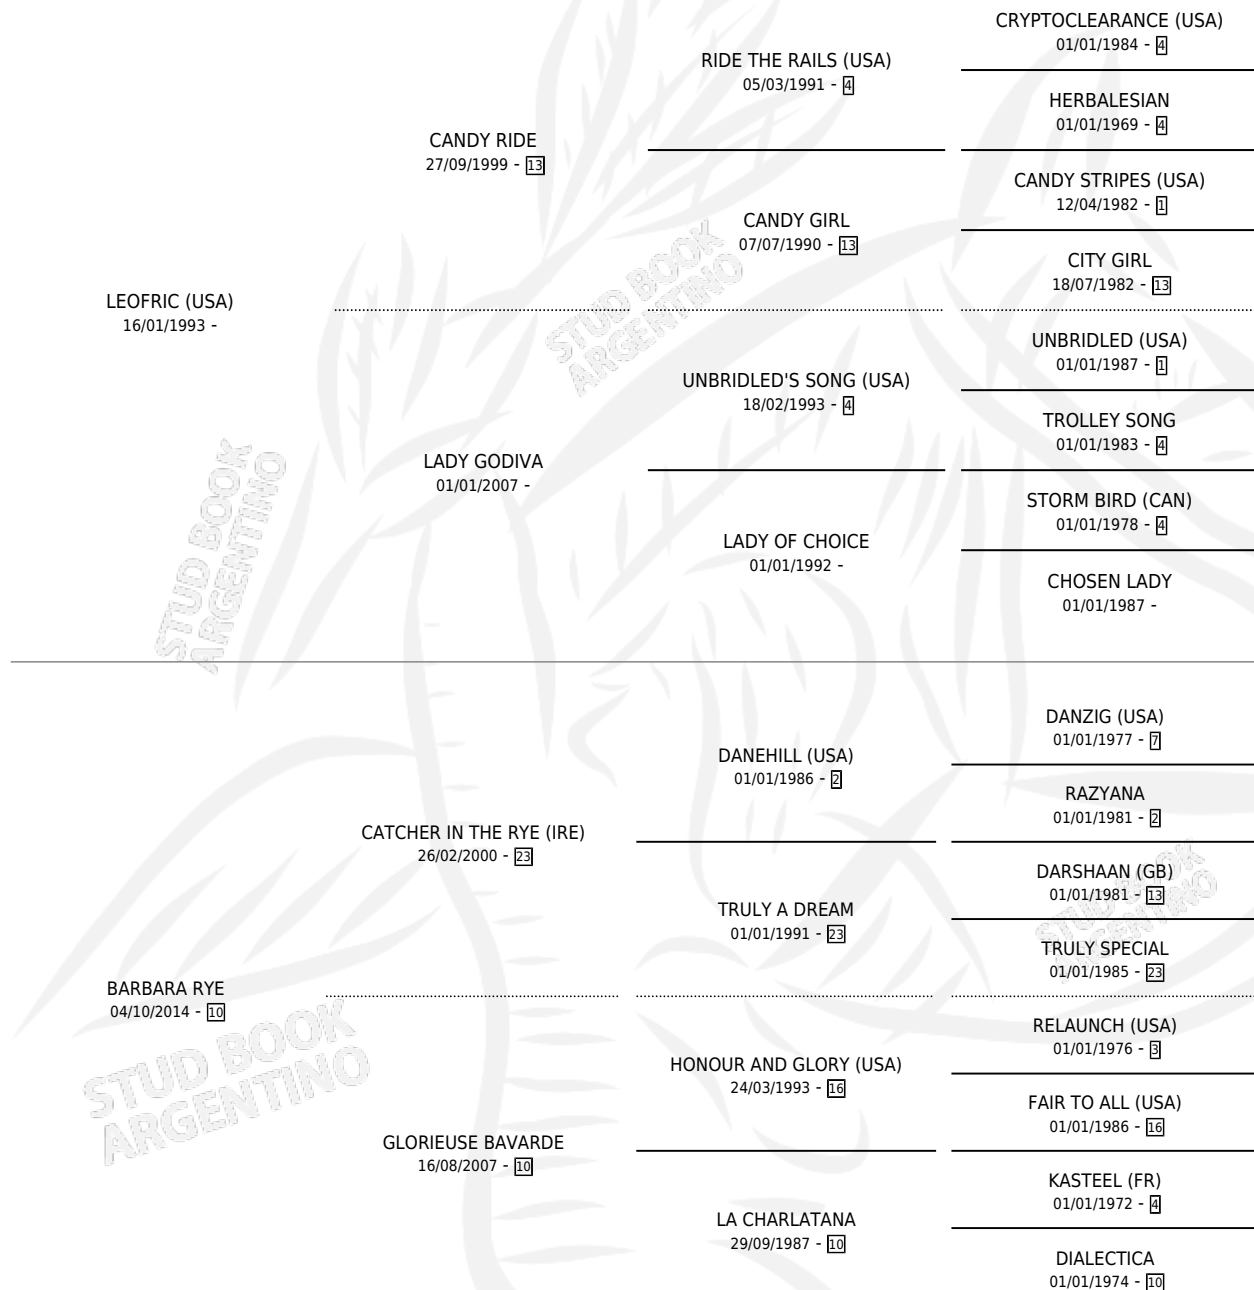 CRYPTOCLEARANCE (USA)
01/01/1984 - 4
RIDE THE RAILS (USA)
05/03/1991 - 4
HERBALESIAN
01/01/1969 - 4
CANDY RIDE
27/09/1999 - 13
CANDY STRIPES (USA)
12/04/1982 - 1
CANDY GIRL
07/07/1990 - 13
CITY GIRL
18/07/1982 - 13
LEOFRIC (USA)
16/01/1993 -
UNBRIDLED (USA)
01/01/1987 - 1
UNBRIDLED'S SONG (USA)
18/02/1993 - 4
TROLLEY SONG
01/01/1983 - 4
LADY GODIVA
01/01/2007 -
STORM BIRD (CAN)
01/01/1978 - 4
LADY OF CHOICE
01/01/1992 -
CHOSEN LADY
01/01/1987 -
DANZIG (USA)
01/01/1977 - 7
DANEHILL (USA)
01/01/1986 - 2
RAZYANA
01/01/1981 - 2
CATCHER IN THE RYE (IRE)
26/02/2000 - 23
DARSHAAN (GB)
01/01/1981 - 13
TRULY A DREAM
01/01/1991 - 23
TRULY SPECIAL
01/01/1985 - 23
BARBARA RYE
04/10/2014 - 10
RELAUNCH (USA)
01/01/1976 - 3
HONOUR AND GLORY (USA)
24/03/1993 - 16
FAIR TO ALL (USA)
01/01/1986 - 16
GLORIEUSE BAVARDE
16/08/2007 - 10
KASTEEL (FR)
01/01/1972 - 4
LA CHARLATANA
29/09/1987 - 10
DIALECTICA
01/01/1974 - 10
STUD BOOK
ARGENTINO
STUD BOOK
ARGENTINO
STUD BOOK
ARGENTINO
STUD BOOK
ARGENTINO